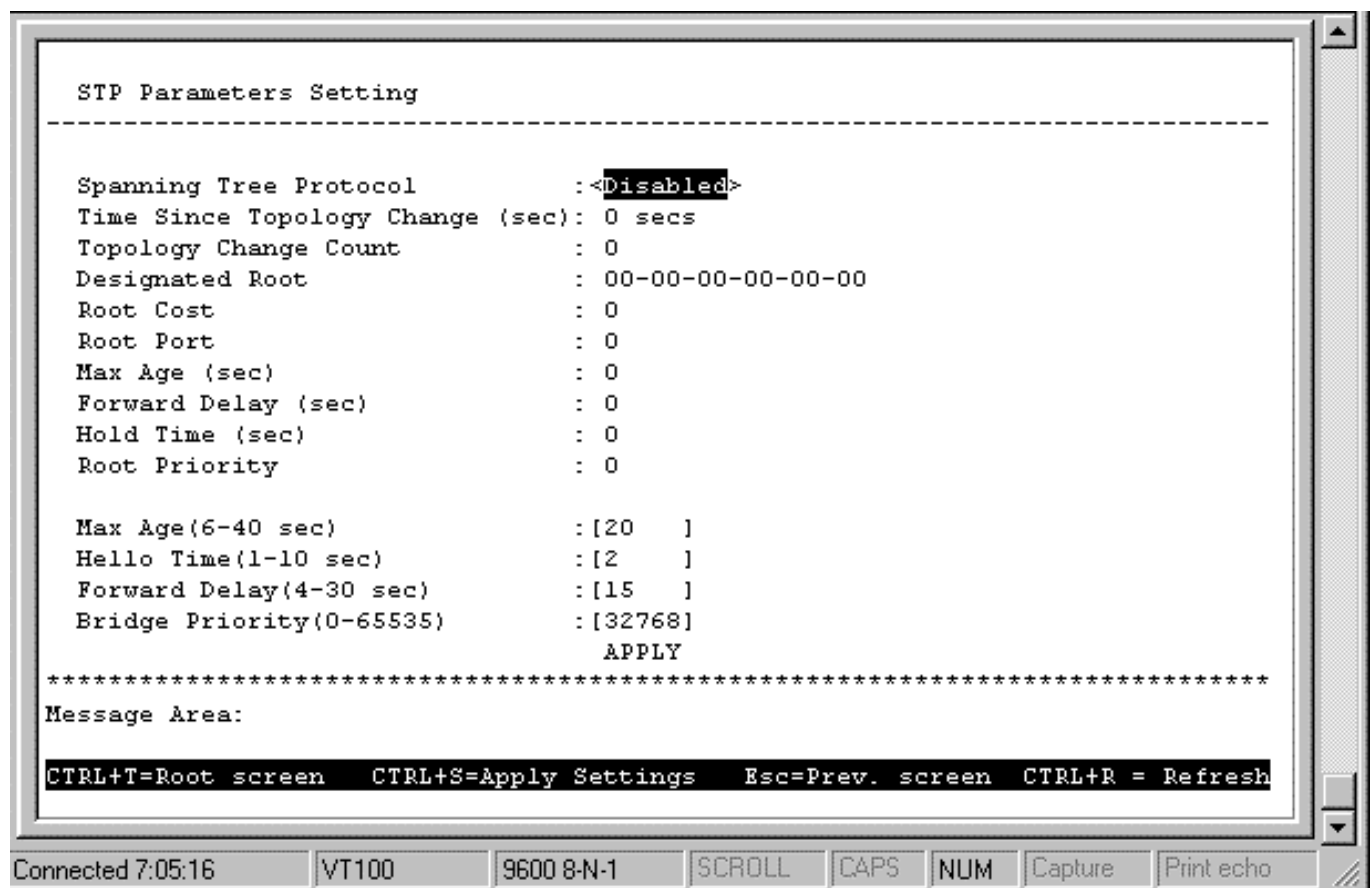 STP Parameters Setting
--------------------------------------------------------------------------------
Spanning Tree Protocol :<Disabled>
Time Since Topology Change (sec): 0 secs
Topology Change Count : 0
Designated Root : 00-00-00-00-00-00
Root Cost : 0
Root Port : 0
Max Age (sec) : 0
Forward Delay (sec) : 0
Hold Time (sec) : 0
Root Priority : 0
Max Age(6-40 sec) :[20   ]
Hello Time(1-10 sec) :[2    ]
Forward Delay(4-30 sec) :[15   ]
Bridge Priority(0-65535) :[32768]
APPLY
********************************************************************************
Message Area:
CTRL+T=Root screen   CTRL+S=Apply Settings   Esc=Prev. screen  CTRL+R = Refresh
Connected 7:05:16 VT100 9600 8-N-1 SCROLL CAPS NUM Capture Print echo